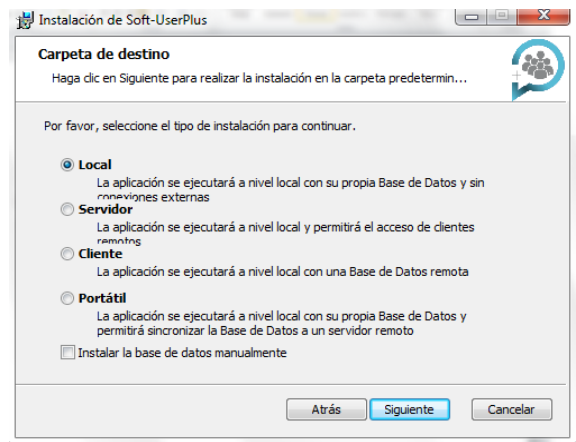 Instalación de Soft-UserPlus
Carpeta de destino
Haga clic en Siguiente para realizar la instalación en la carpeta predetermin...
Por favor, seleccione el tipo de instalación para continuar.
Local
La aplicación se ejecutará a nivel local con su propia Base de Datos y sin
conexiones externas
Servidor
La aplicación se ejecutará a nivel local y permitirá el acceso de clientes
remotos
Cliente
La aplicación se ejecutará a nivel local con una Base de Datos remota
Portátil
La aplicación se ejecutará a nivel local con su propia Base de Datos y
permitirá sincronizar la Base de Datos a un servidor remoto
Instalar la base de datos manualmente
Atrás
Siguiente
Cancelar